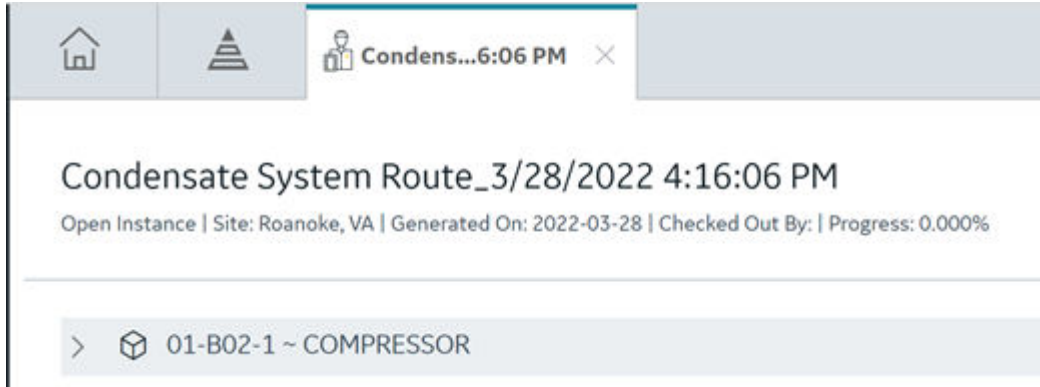 Condens...6:06 PM
Condensate System Route_3/28/2022 4:16:06 PM
Open Instance | Site: Roanoke, VA | Generated On: 2022-03-28 | Checked Out By: | Progress: 0.000%
01-B02-1 ~ COMPRESSOR